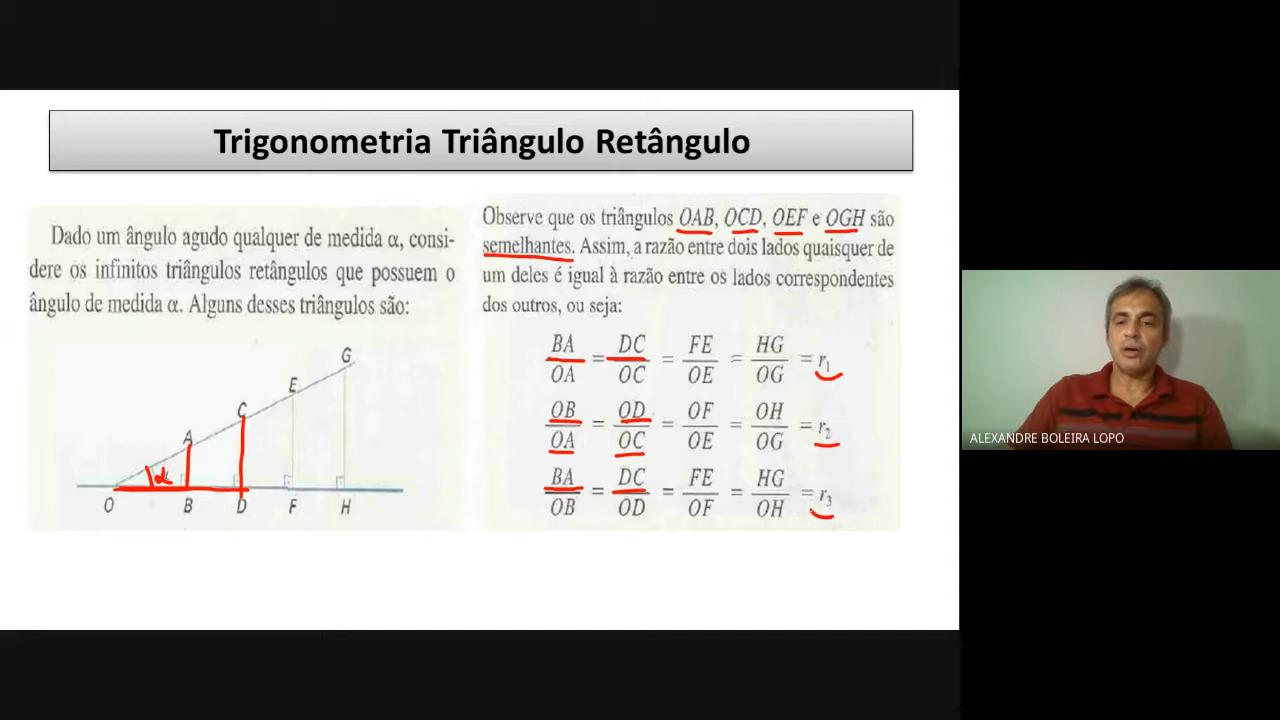 Trigonometria Triângulo Retângulo
Dado um ângulo agudo qualquer de medida α, consi-
dere os infinitos triângulos retângulos que possuem o
ângulo de medida α. Alguns desses triângulos são:
G
E
C
A
α
O B D F H
Observe que os triângulos OAB, OCD, OEF e OGH são
semelhantes. Assim, a razão entre dois lados quaisquer de
um deles é igual à razão entre os lados correspondentes
dos outros, ou seja:
BA/OA = DC/OC = FE/OE = HG/OG = r₁
OB/OA = OD/OC = OF/OE = OH/OG = r₂
BA/OB = DC/OD = FE/OF = HG/OH = r₃
ALEXANDRE BOLEIRA LOPO